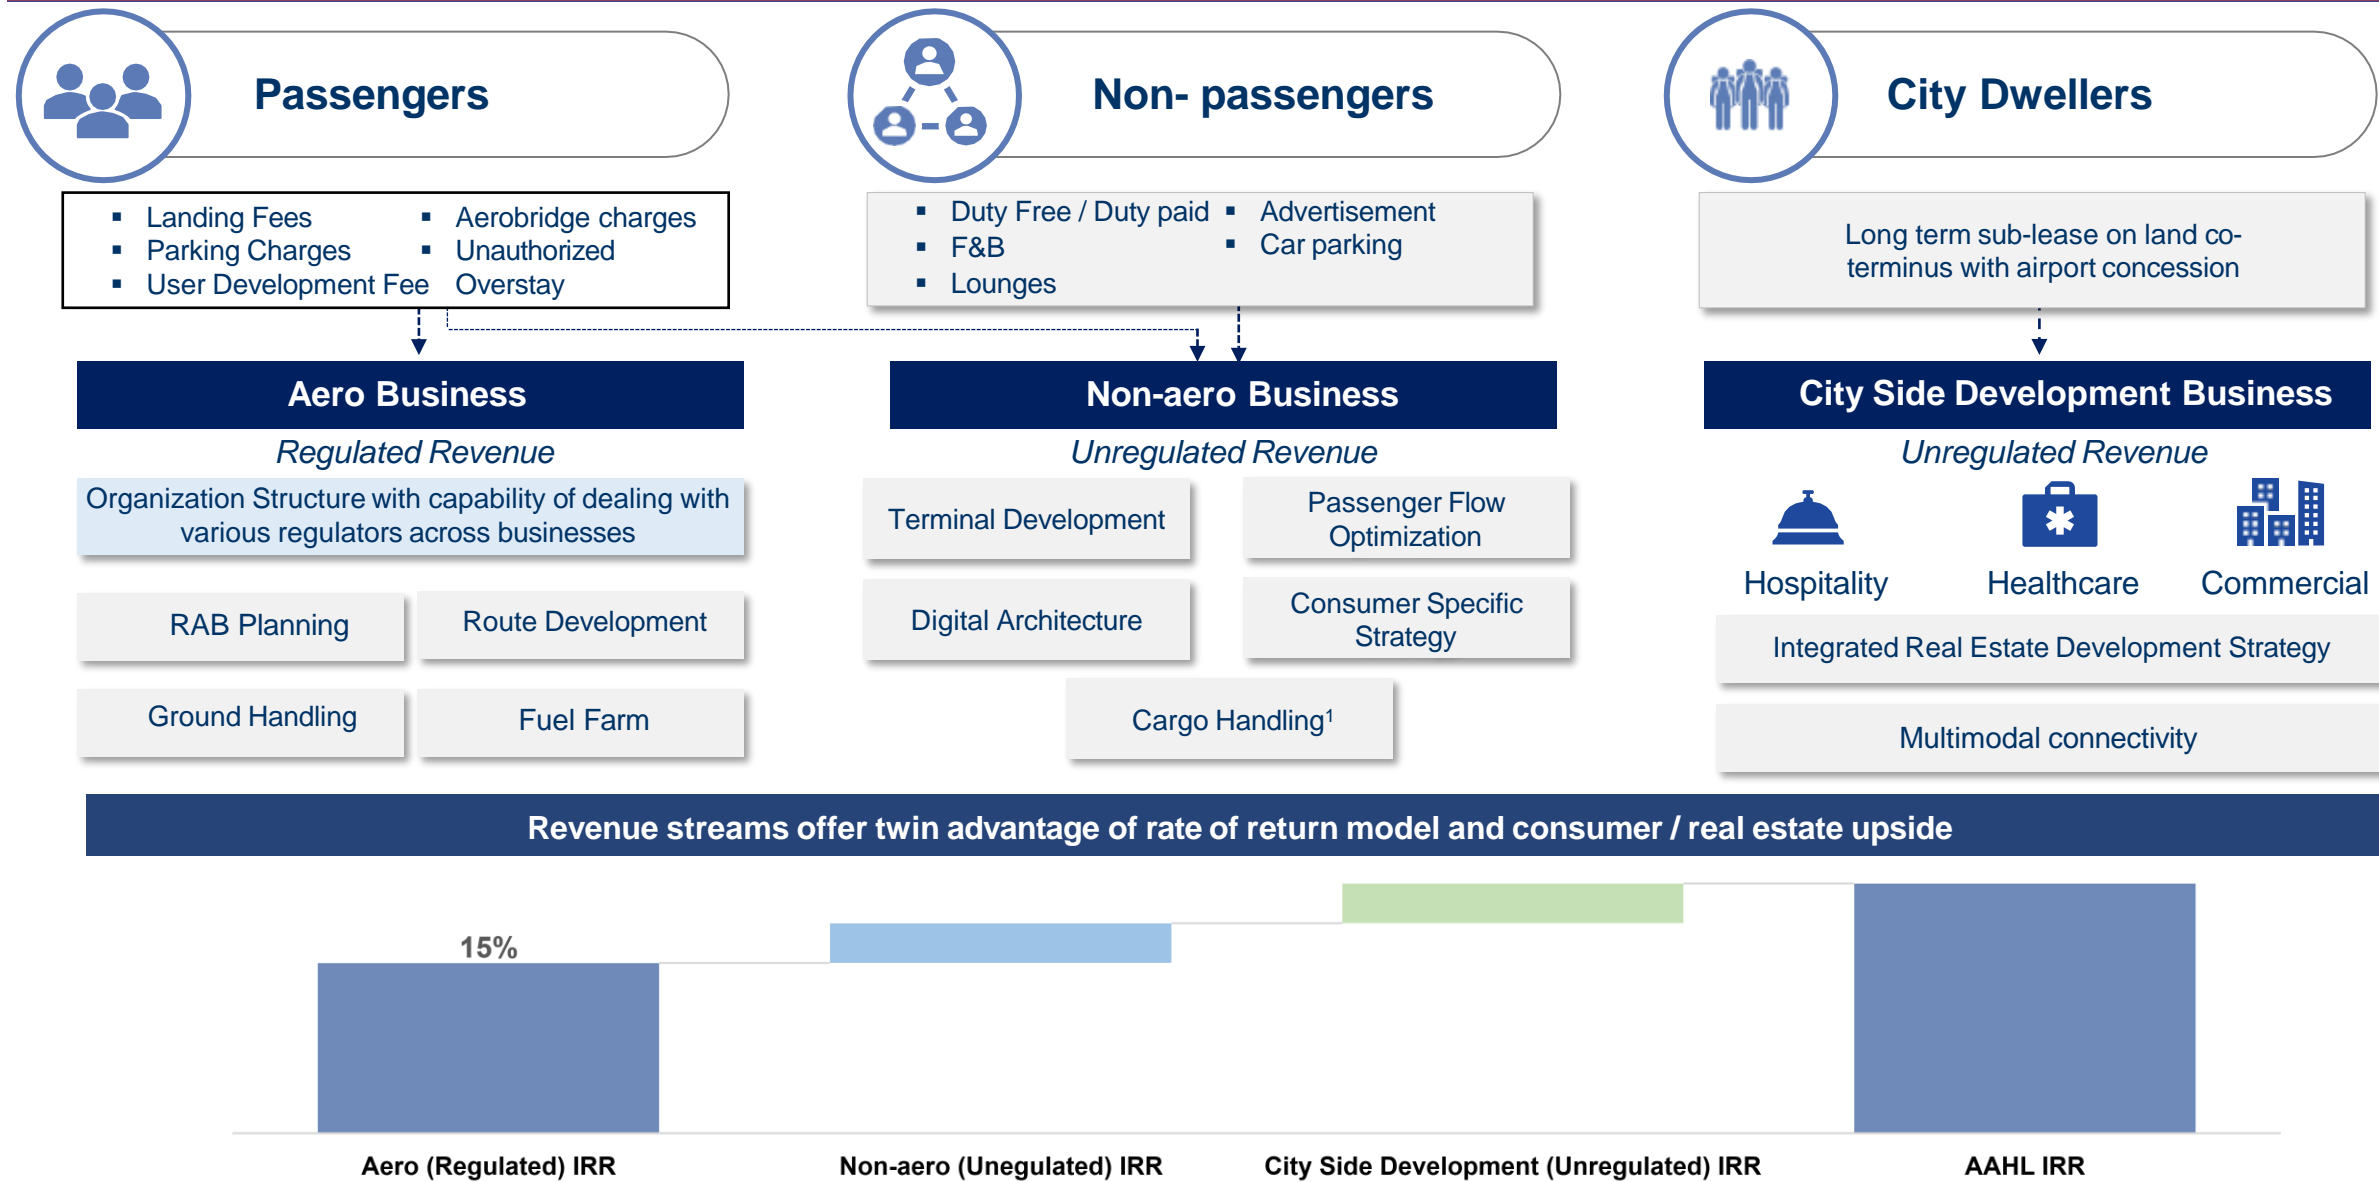 Passengers
Non- passengers
City Dwellers
▪ Landing Fees
▪ Parking Charges
▪ User Development Fee
▪ Aerobridge charges
▪ Unauthorized
Overstay
▪ Duty Free / Duty paid
▪ F&B
▪ Lounges
▪ Advertisement
▪ Car parking
Long term sub-lease on land co-
terminus with airport concession
Aero Business
Regulated Revenue
Organization Structure with capability of dealing with
various regulators across businesses
RAB Planning
Route Development
Ground Handling
Fuel Farm
Non-aero Business
Unregulated Revenue
Terminal Development
Passenger Flow
Optimization
Digital Architecture
Consumer Specific
Strategy
Cargo Handling¹
City Side Development Business
Unregulated Revenue
Hospitality
Healthcare
Commercial
Integrated Real Estate Development Strategy
Multimodal connectivity
Revenue streams offer twin advantage of rate of return model and consumer / real estate upside
15%
Aero (Regulated) IRR
Non-aero (Unegulated) IRR
City Side Development (Unregulated) IRR
AAHL IRR